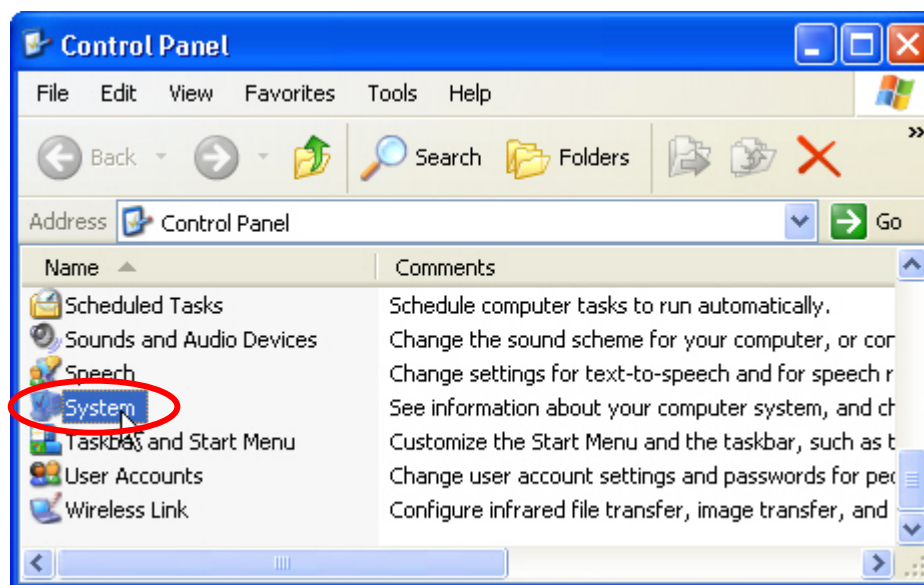 Control Panel
File Edit View Favorites Tools Help
Back Search Folders »
Address Control Panel Go
Name Comments
Scheduled Tasks Schedule computer tasks to run automatically.
Sounds and Audio Devices Change the sound scheme for your computer, or cor
Speech Change settings for text-to-speech and for speech r
System See information about your computer system, and ch
Taskbar and Start Menu Customize the Start Menu and the taskbar, such as t
User Accounts Change user account settings and passwords for peo
Wireless Link Configure infrared file transfer, image transfer, and